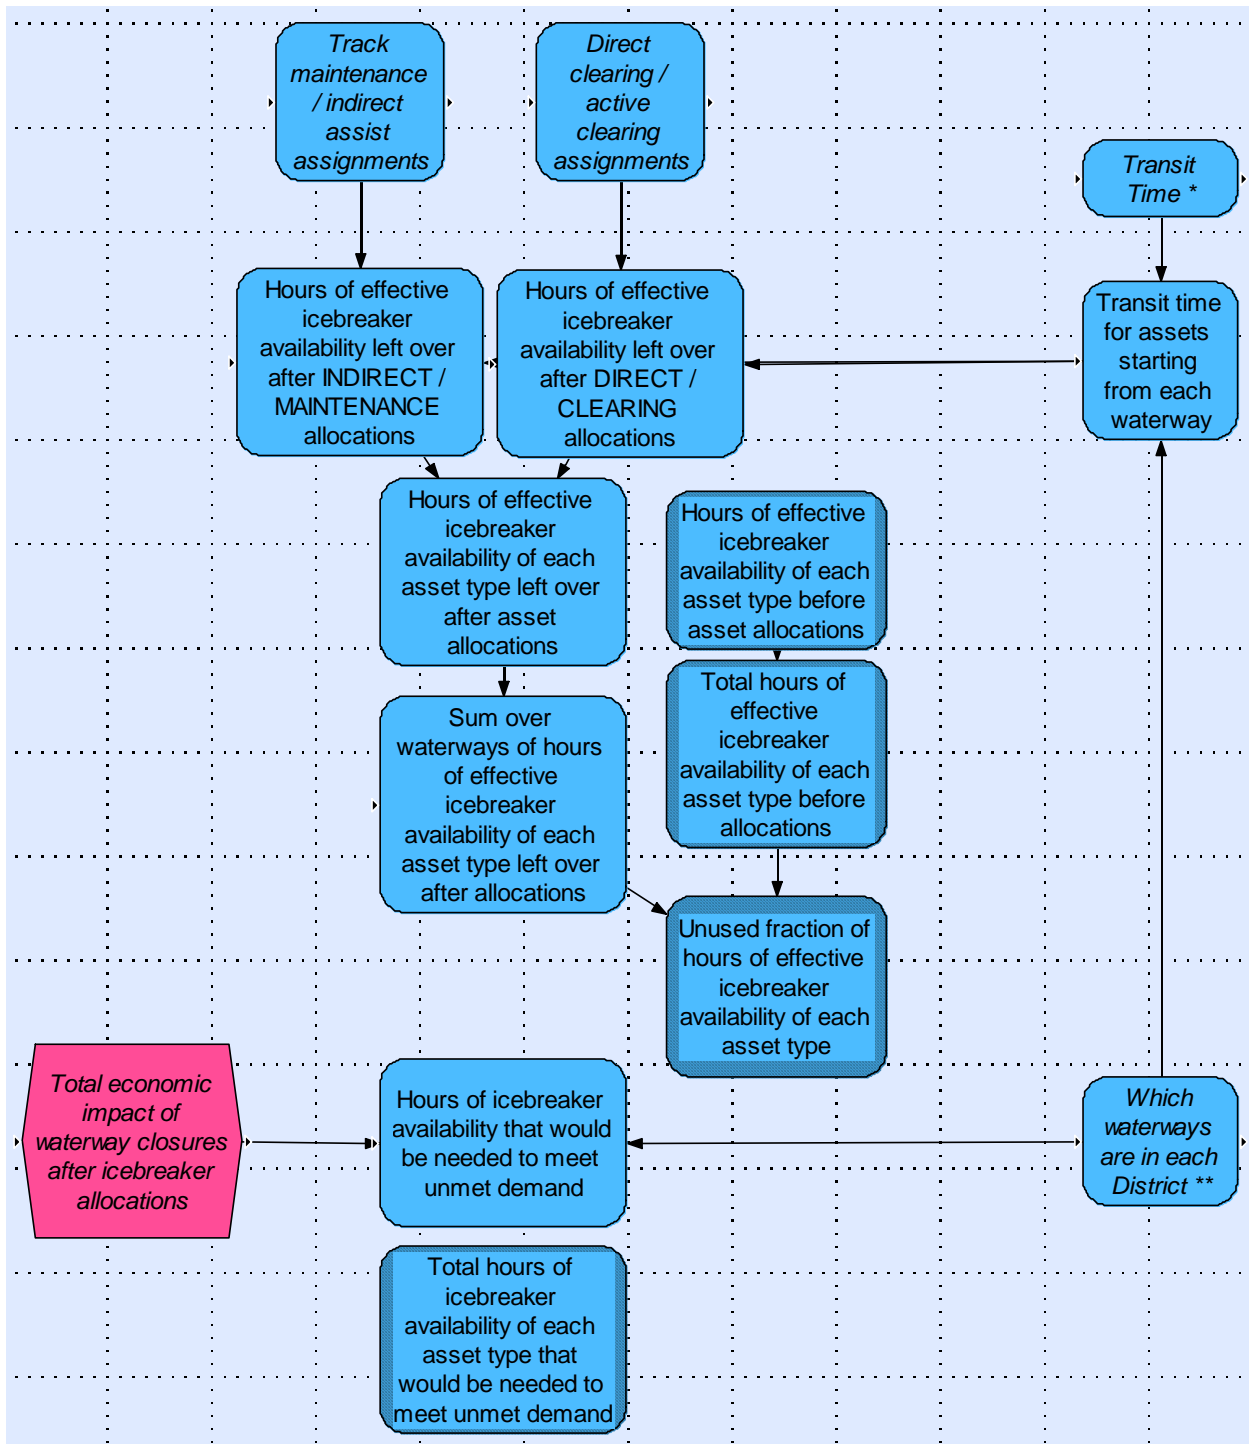 Track
maintenance
/ indirect
assist
assignments
Direct
clearing /
active
clearing
assignments
Transit
Time *
Hours of effective
icebreaker
availability left over
after INDIRECT /
MAINTENANCE
allocations
Hours of effective
icebreaker
availability left over
after DIRECT /
CLEARING
allocations
Transit time
for assets
starting
from each
waterway
Hours of effective
icebreaker
availability of each
asset type left over
after asset
allocations
Hours of effective
icebreaker
availability of each
asset type before
asset allocations
Sum over
waterways of hours
of effective
icebreaker
availability of each
asset type left over
after allocations
Total hours of
effective
icebreaker
availability of each
asset type before
allocations
Unused fraction of
hours of effective
icebreaker
availability of each
asset type
Total economic
impact of
waterway closures
after icebreaker
allocations
Hours of icebreaker
availability that would
be needed to meet
unmet demand
Which
waterways
are in each
District **
Total hours of
icebreaker
availability of each
asset type that
would be needed to
meet unmet demand